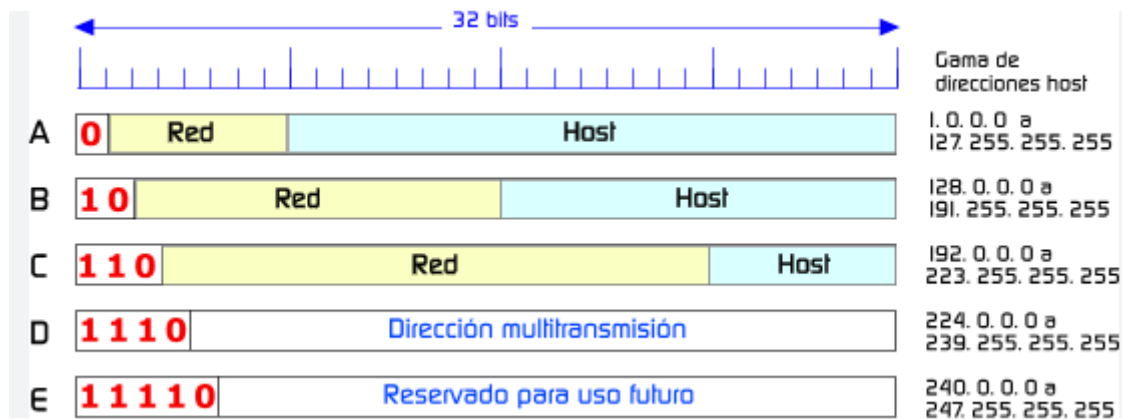 32 bits
Gama de
direcciones host
A 0 Red Host 1. 0. 0. 0 a
127. 255. 255. 255
B 1 0 Red Host 128. 0. 0. 0 a
191. 255. 255. 255
C 1 1 0 Red Host 192. 0. 0. 0 a
223. 255. 255. 255
D 1 1 1 0 Dirección multitransmisión 224. 0. 0. 0 a
239. 255. 255. 255
E 1 1 1 1 0 Reservado para uso futuro 240. 0. 0. 0 a
247. 255. 255. 255